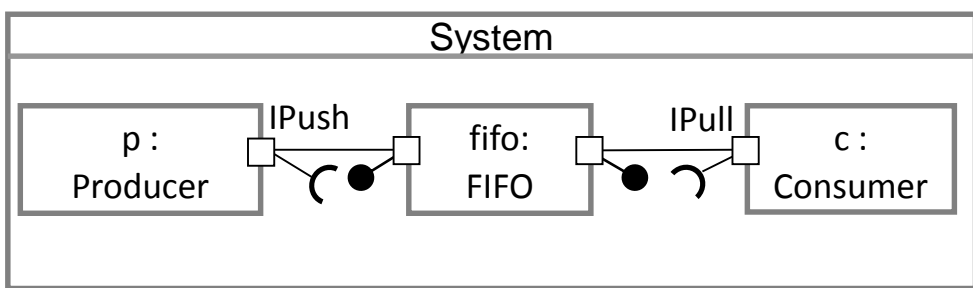 System
IPush
IPull
p :
Producer
fifo:
FIFO
c :
Consumer